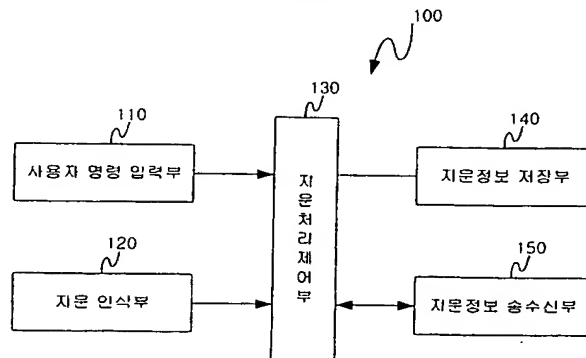 100
130
110
140
사용자 명령 입력부
지문정보 저장부
지문처리제어부
120
150
지문 인식부
지문정보 송수신부